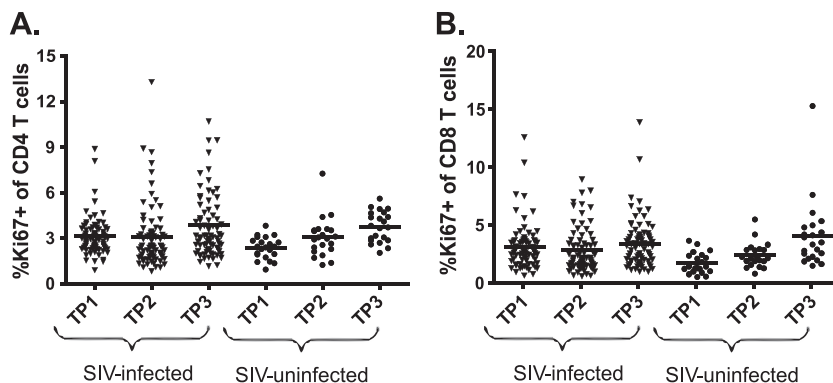 A.
%Ki67+ of CD4 T cells
15
12
9
6
3
0
TP1 TP2 TP3 TP1 TP2 TP3
SIV-infected SIV-uninfected
B.
%Ki67+ of CD8 T cells
20
15
10
5
0
TP1 TP2 TP3 TP1 TP2 TP3
SIV-infected SIV-uninfected